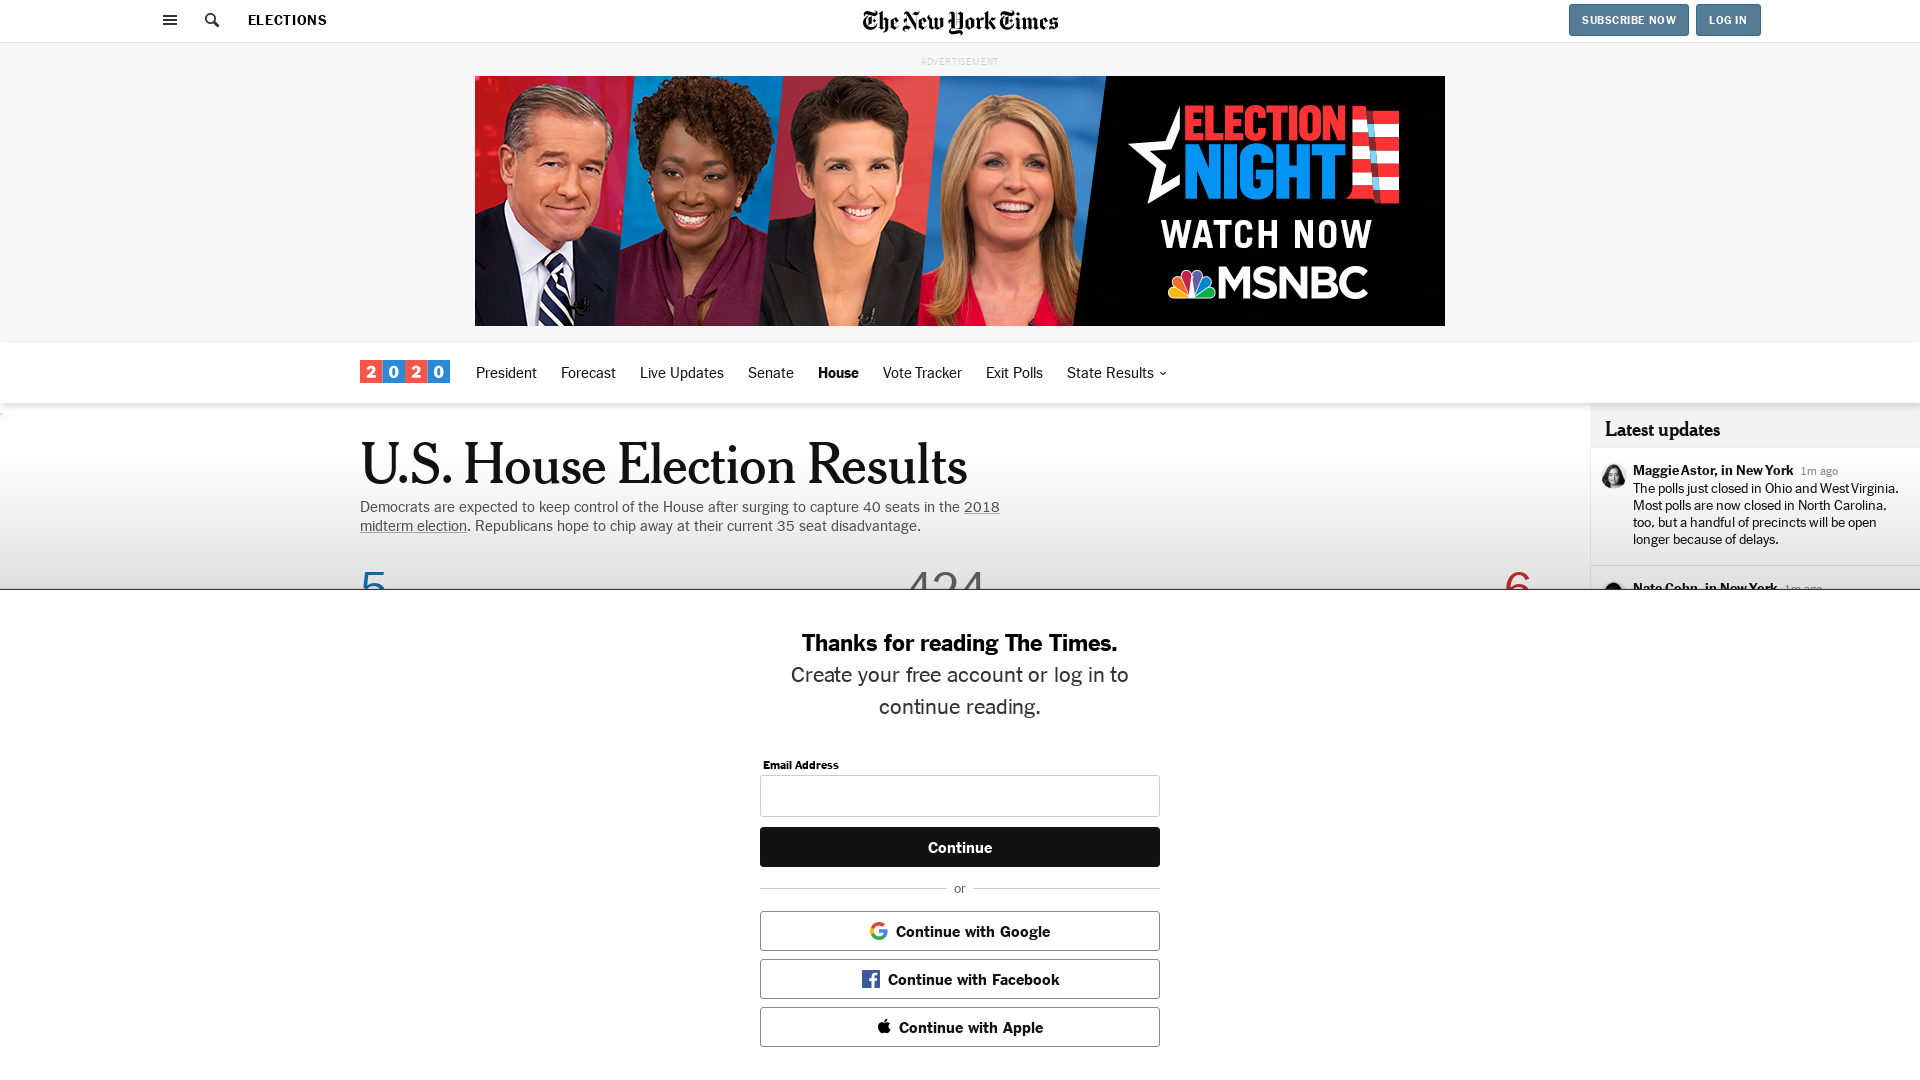 ELECTIONS
The New York Times
SUBSCRIBE NOW
LOG IN
ADVERTISEMENT
ELECTION
NIGHT
WATCH NOW
MSNBC
2020
President
Forecast
Live Updates
Senate
House
Vote Tracker
Exit Polls
State Results
U.S. House Election Results
Democrats are expected to keep control of the House after surging to capture 40 seats in the 2018
midterm election. Republicans hope to chip away at their current 35 seat disadvantage.
5
424
6
Latest updates
Maggie Astor, in New York 1m ago
The polls just closed in Ohio and West Virginia.
Most polls are now closed in North Carolina,
too, but a handful of precincts will be open
longer because of delays.
Nate Cohn, in New York 1m ago
Thanks for reading The Times.
Create your free account or log in to
continue reading.
Email Address
Continue
or
Continue with Google
Continue with Facebook
Continue with Apple